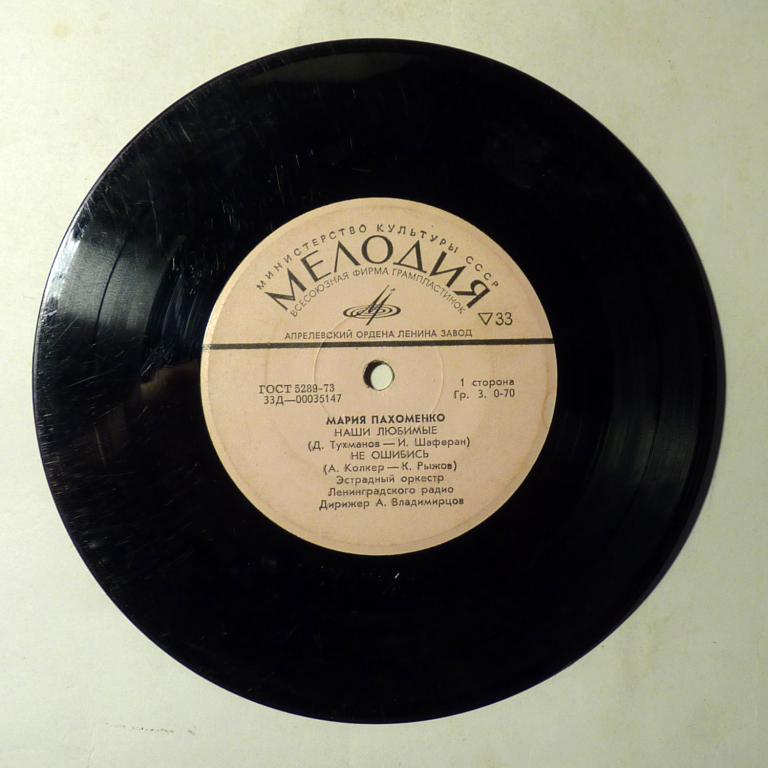 МИНИСТЕРСТВО КУЛЬТУРЫ СССР
МЕЛОДИЯ
ВСЕСОЮЗНАЯ ФИРМА ГРАМПЛАСТИНОК
▽33
АПРЕЛЕВСКИЙ ОРДЕНА ЛЕНИНА ЗАВОД
ГОСТ 5289-73
33Д—00035147
1 сторона
Гр. 3. 0-70
МАРИЯ ПАХОМЕНКО
НАШИ ЛЮБИМЫЕ
(Д. Тухманов — И. Шаферан)
НЕ ОШИБИСЬ
(А. Колкер — К. Рыжов)
Эстрадный оркестр
Ленинградского радио
Дирижер А. Владимирцов